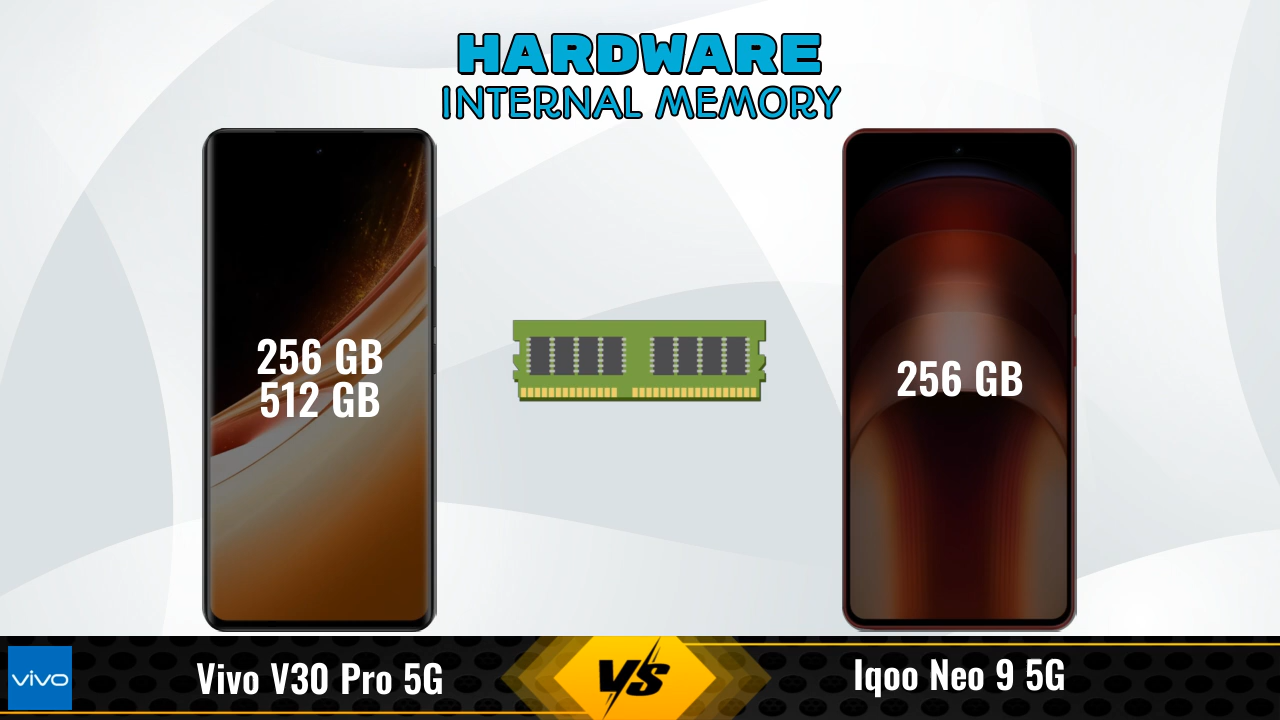 HARDWARE
INTERNAL MEMORY
256 GB
512 GB
256 GB
vivo
Vivo V30 Pro 5G
VS
Iqoo Neo 9 5G